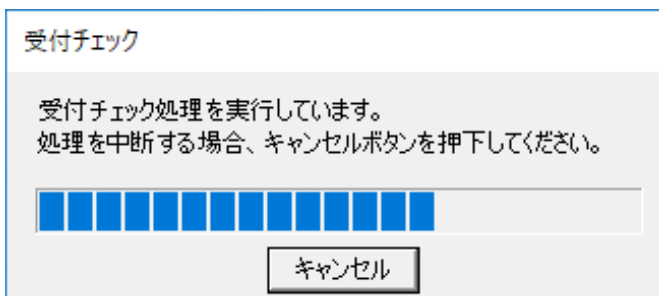 受付チェック
受付チェック処理を実行しています。
処理を中断する場合、キャンセルボタンを押下してください。
キャンセル